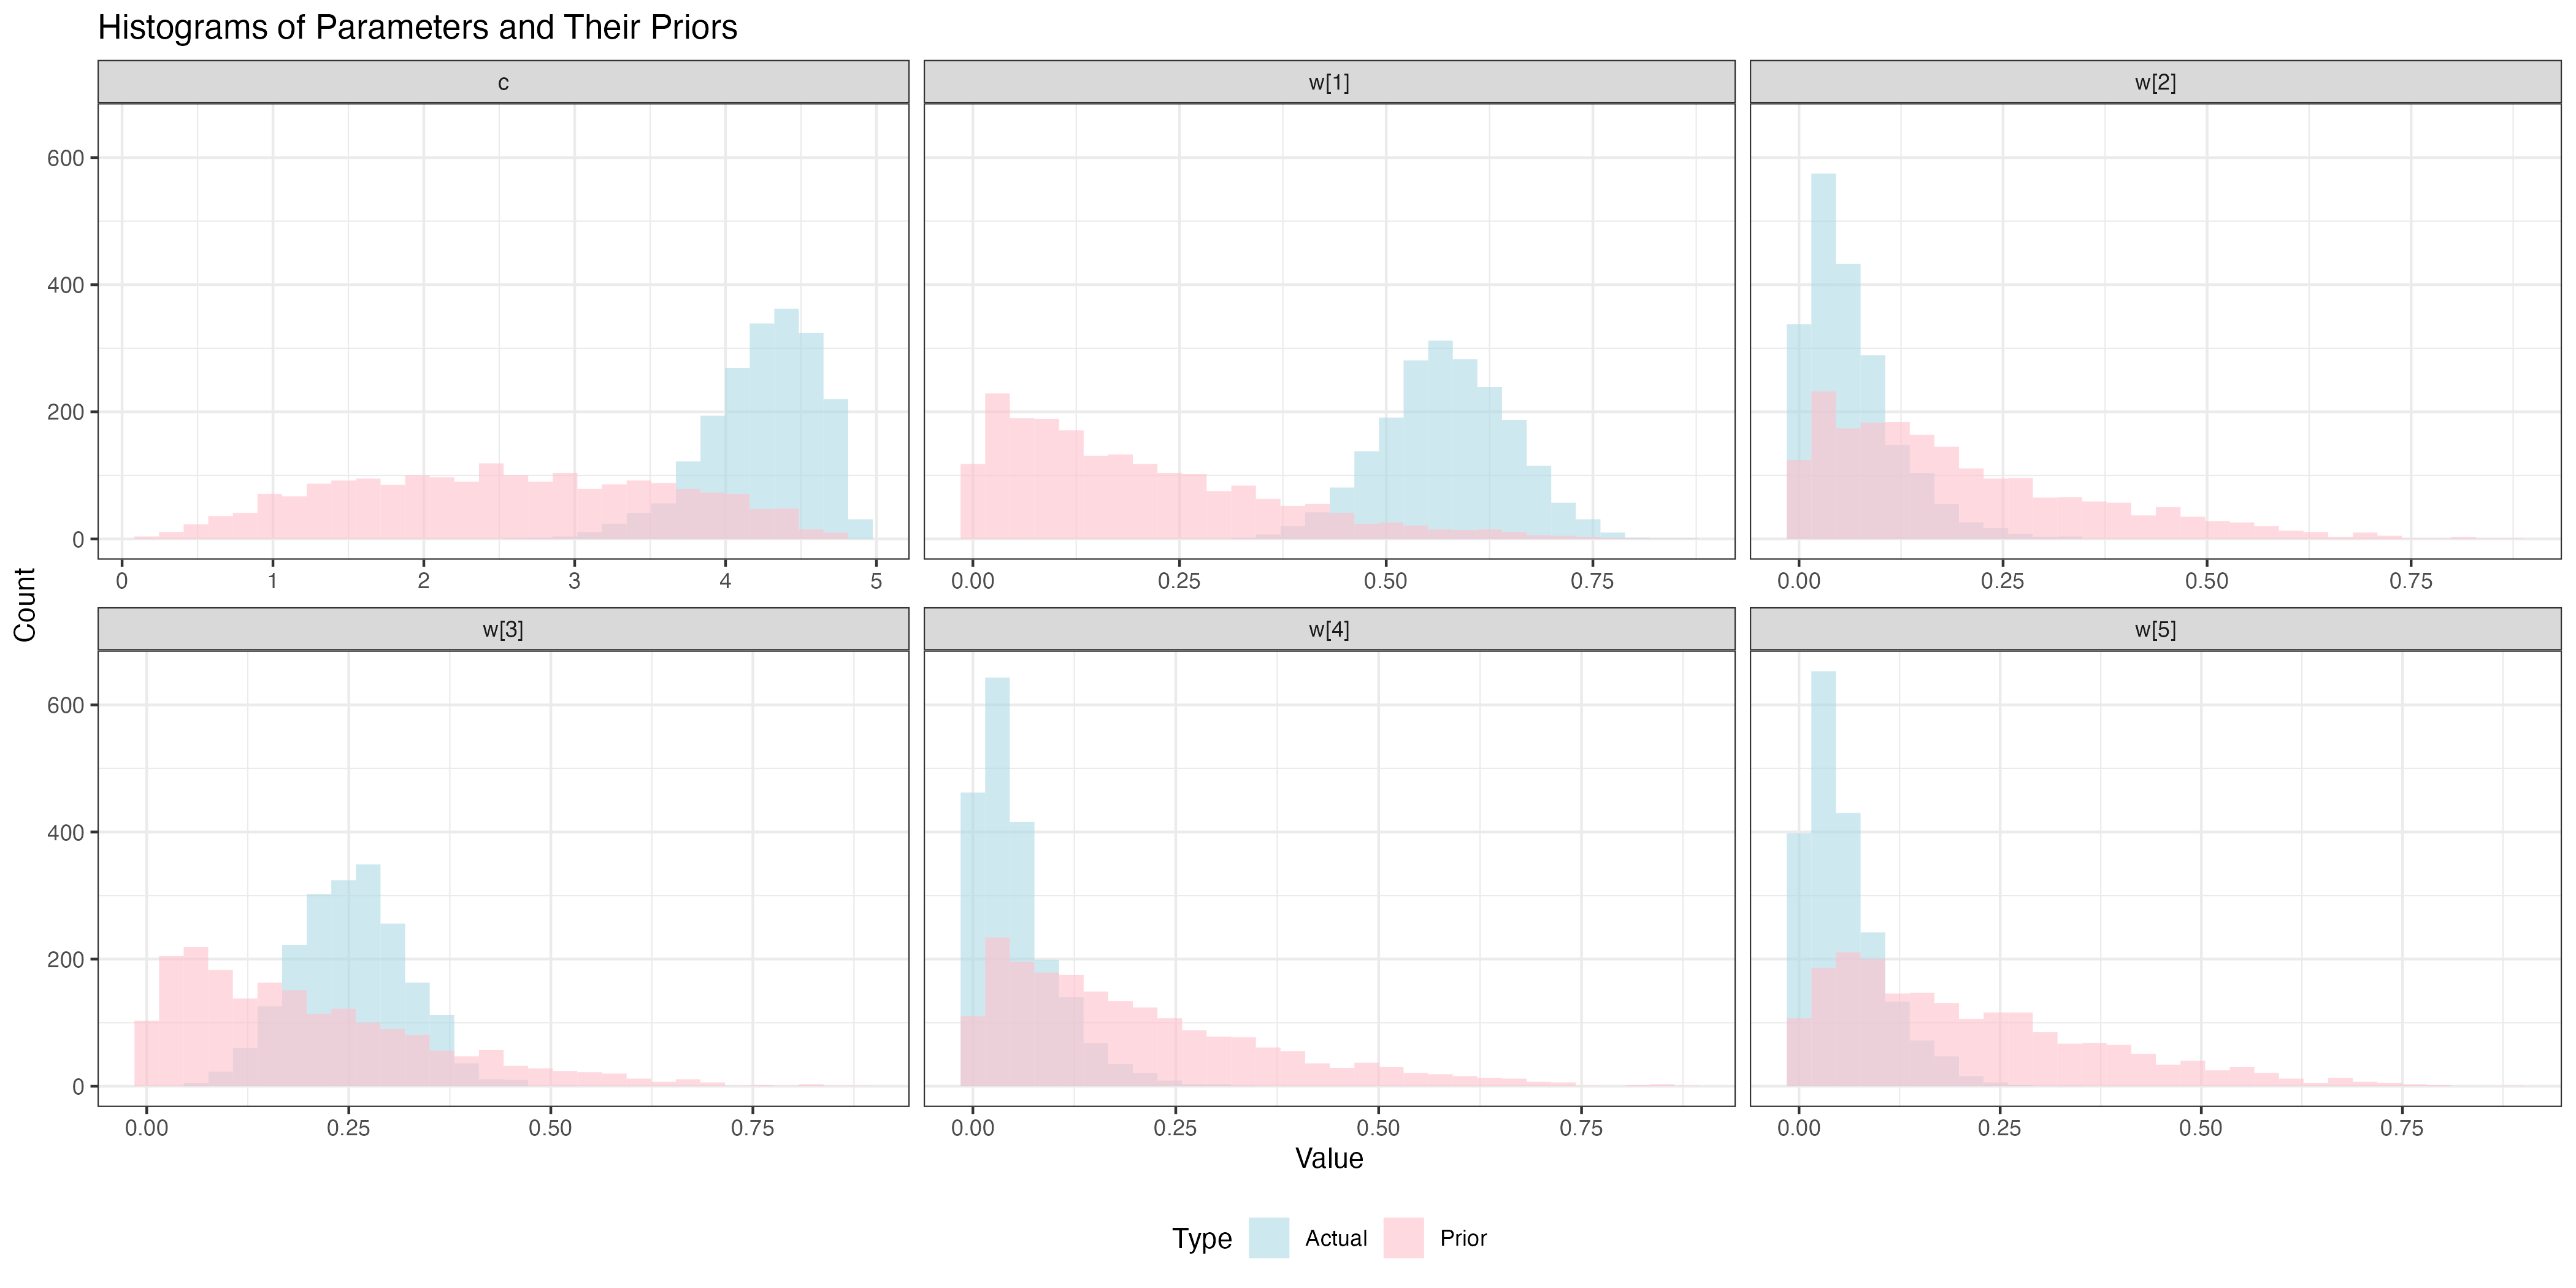 Histograms of Parameters and Their Priors
c
w[1]
w[2]
600
400
200
0
0 1 2 3 4 5
0.00 0.25 0.50 0.75
0.00 0.25 0.50 0.75
Count
w[3]
w[4]
w[5]
600
400
200
0
0.00 0.25 0.50 0.75
0.00 0.25 0.50 0.75
0.00 0.25 0.50 0.75
Value
Type Actual Prior